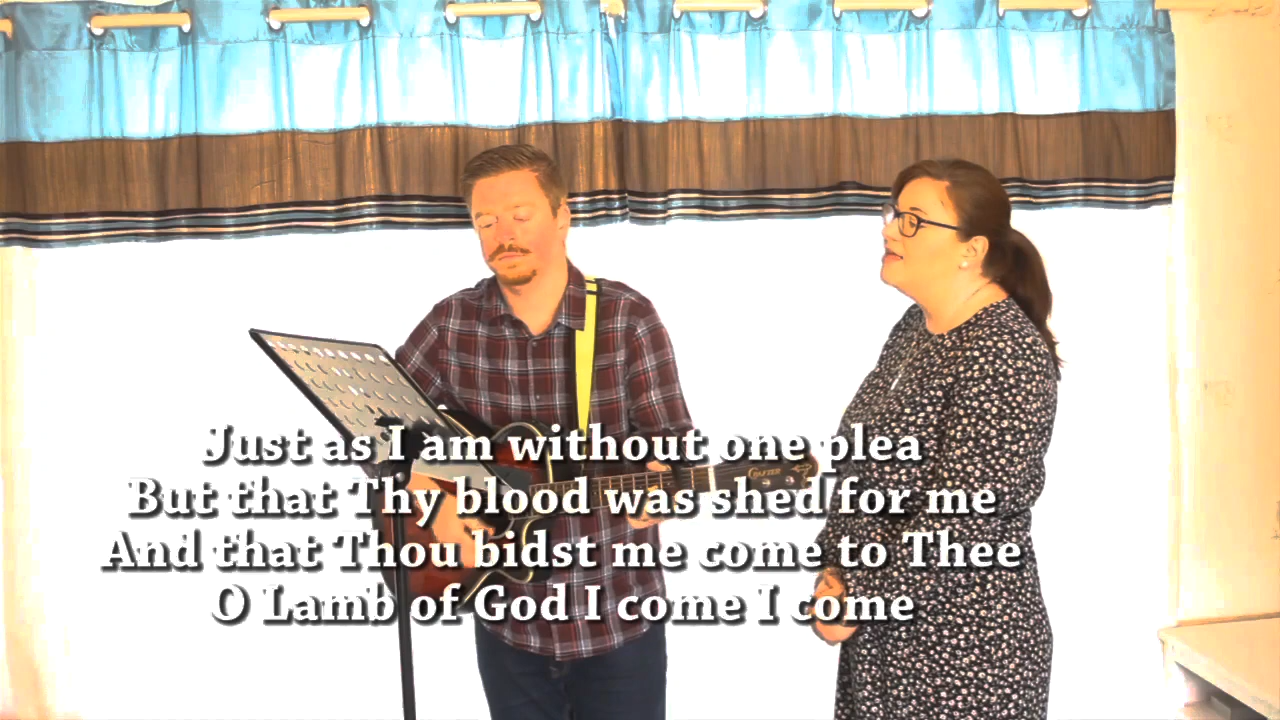 Just as I am without one plea
But that Thy blood was shed for me
And that Thou bidst me come to Thee
O Lamb of God I come I come
CRAFTER